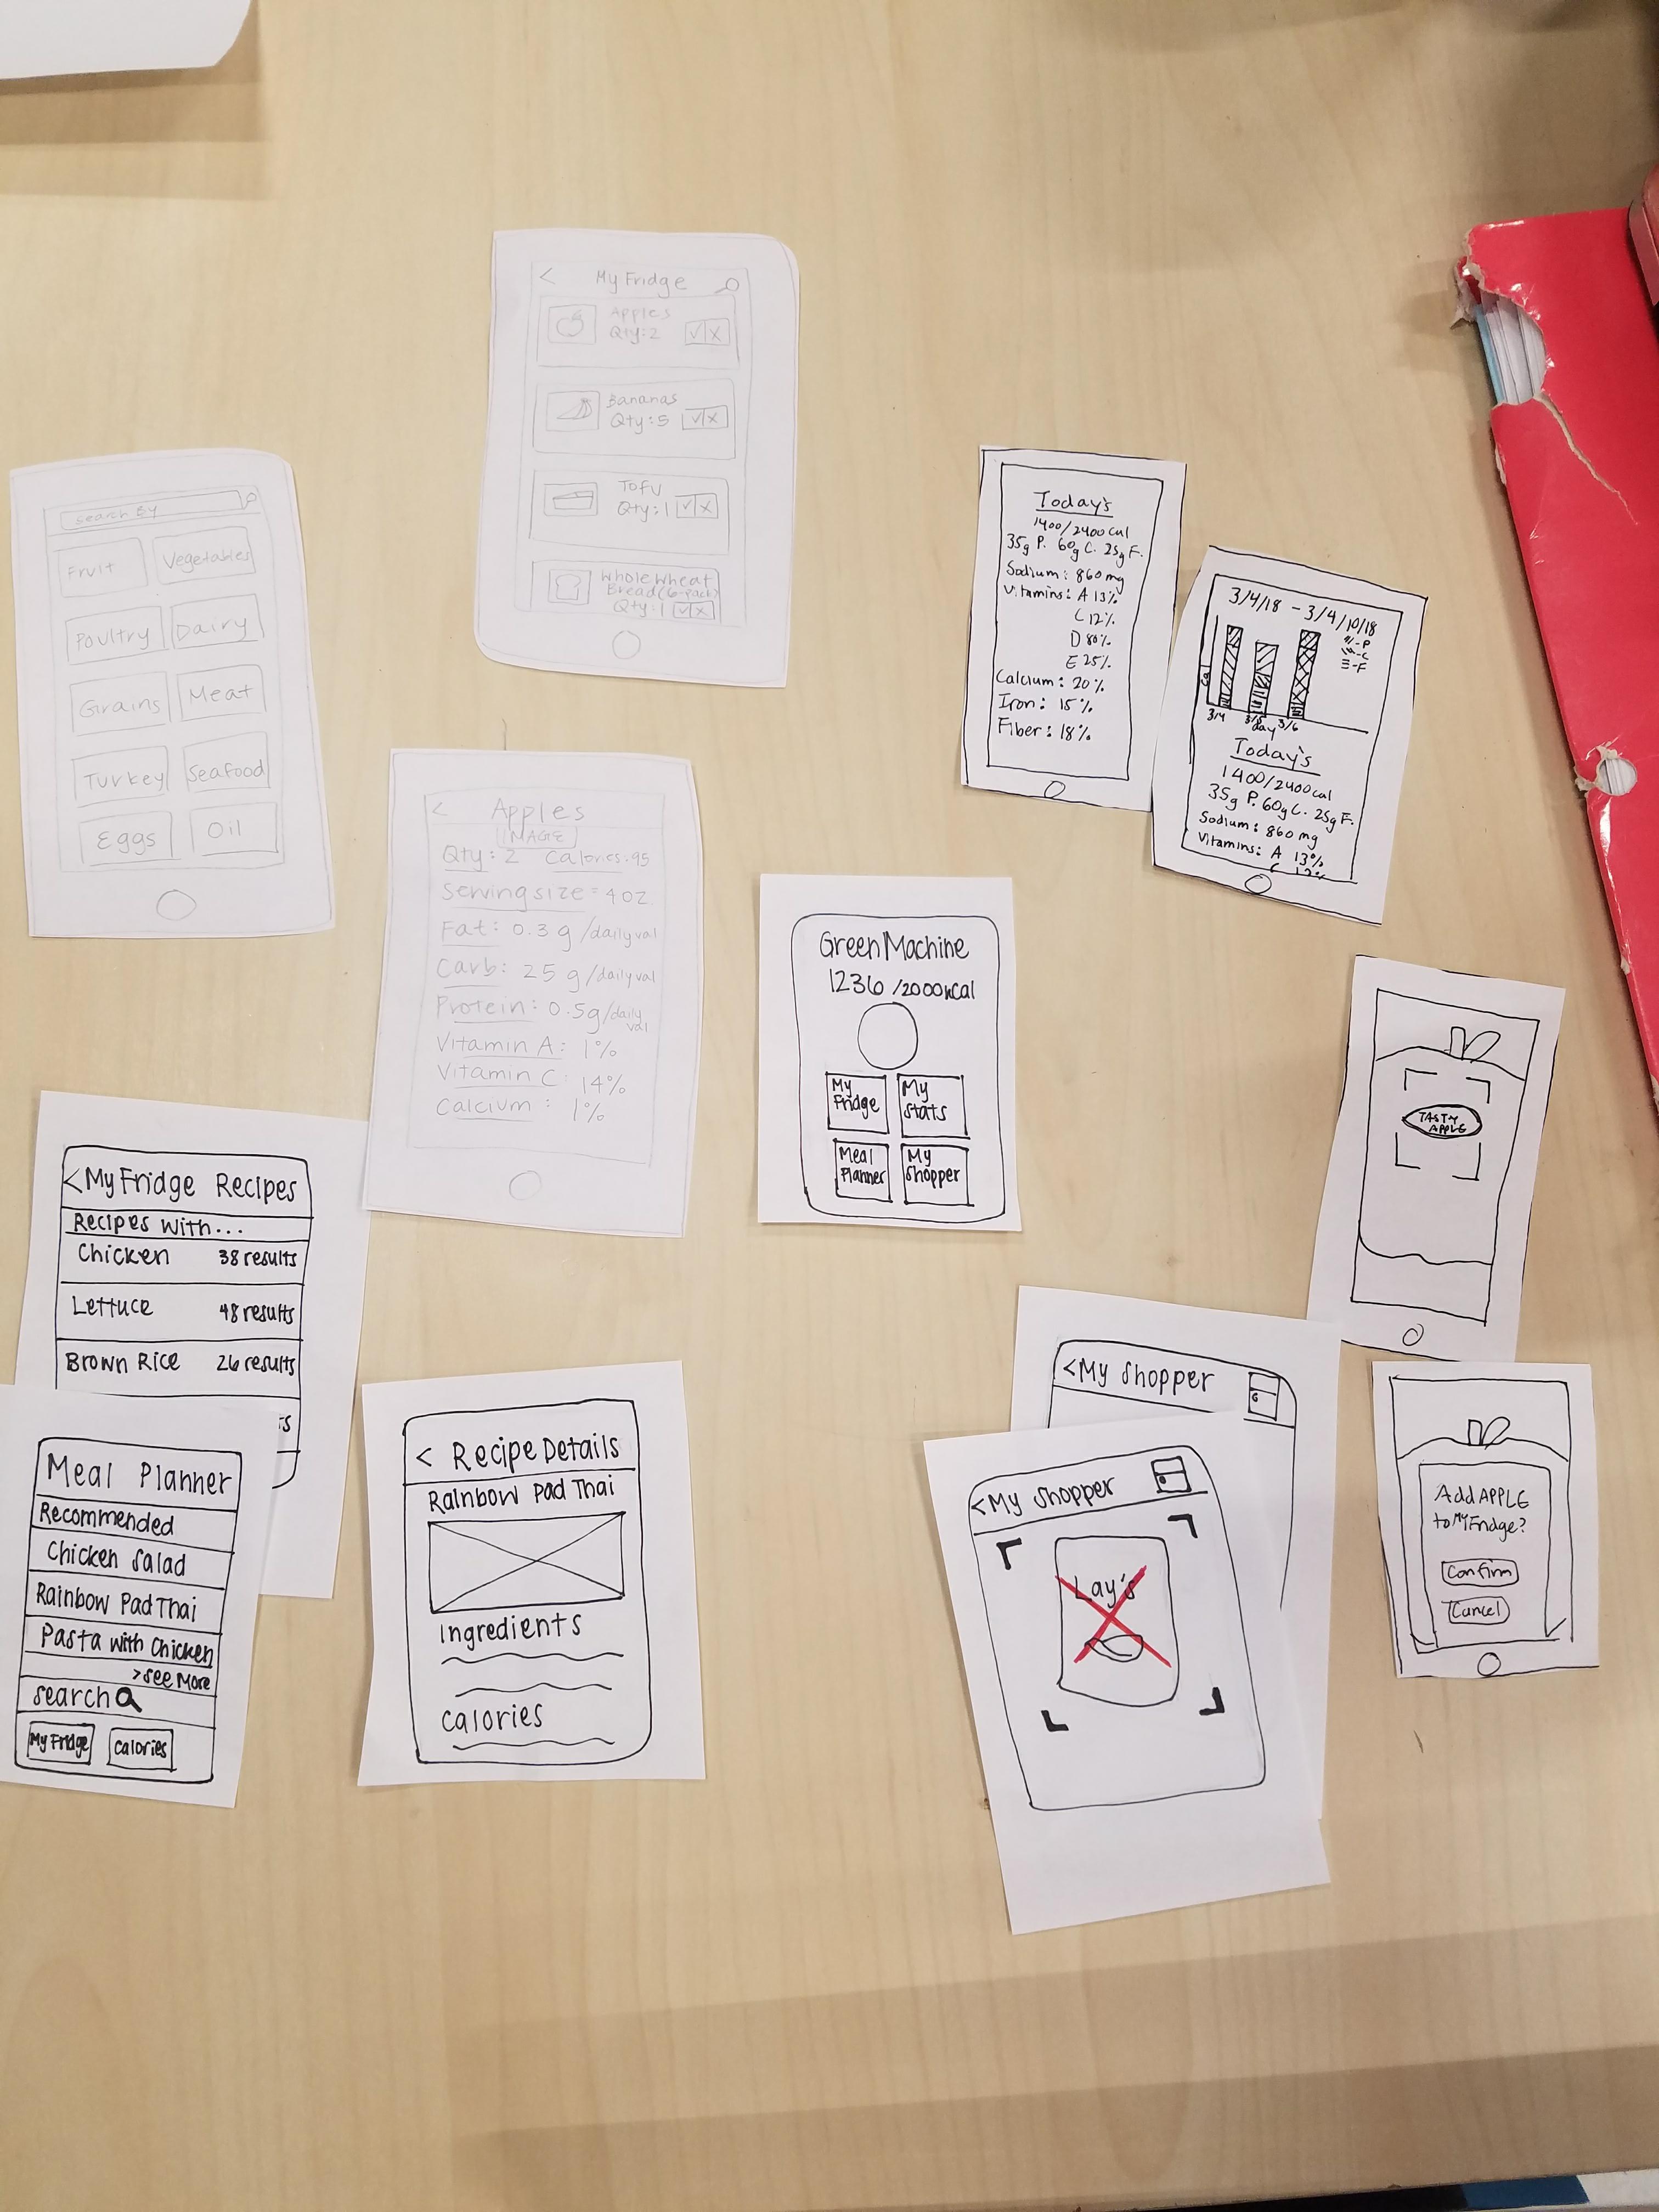 < My Fridge
Apples
Qty: 2 ✓ X
Bananas
Qty: 5 ✓ X
Tofu
Qty: 1 ✓ X
Whole Wheat
Bread (6-pack)
Qty: 1 ✓ X
Search By
Fruit Vegetables
Poultry Dairy
Grains Meat
Turkey Seafood
Eggs Oil
< Apples
IMAGE
Qty: 2 Calories: 95
Serving size = 4 oz
Fat: 0.3 g /daily val
Carb: 25 g /daily val
Protein: 0.5g /daily
val
Vitamin A: 1%
Vitamin C: 14%
Calcium: 1%
Today's
1400/2400 cal
35g P. 60g C. 25g F.
Sodium: 860 mg
Vitamins: A 13%
C 12%
D 80%
E 25%
Calcium: 20%
Iron: 15%
Fiber: 18%
3/4/18 - 3/4/10/18
-P
-C
-F
Cal
3/4 3/5 3/6
day
Today's
1400/2400 cal
35g P. 60g C. 25g F.
Sodium: 860 mg
Vitamins: A 13%
C 12%
Green Machine
1236 /2000 kcal
My
Fridge
My
Stats
Meal
Planner
My
Shopper
TASTY
APPLE
Add APPLE
to My Fridge?
Confirm
Cancel
< My Fridge Recipes
Recipes with...
Chicken 38 results
Lettuce 48 results
Brown Rice 26 results
ts
Meal Planner
Recommended
Chicken Salad
Rainbow Pad Thai
Pasta with Chicken
> See More
Search
My Fridge Calories
< Recipe Details
Rainbow Pad Thai
Ingredients
Calories
< My Shopper
< My Shopper
Lay's